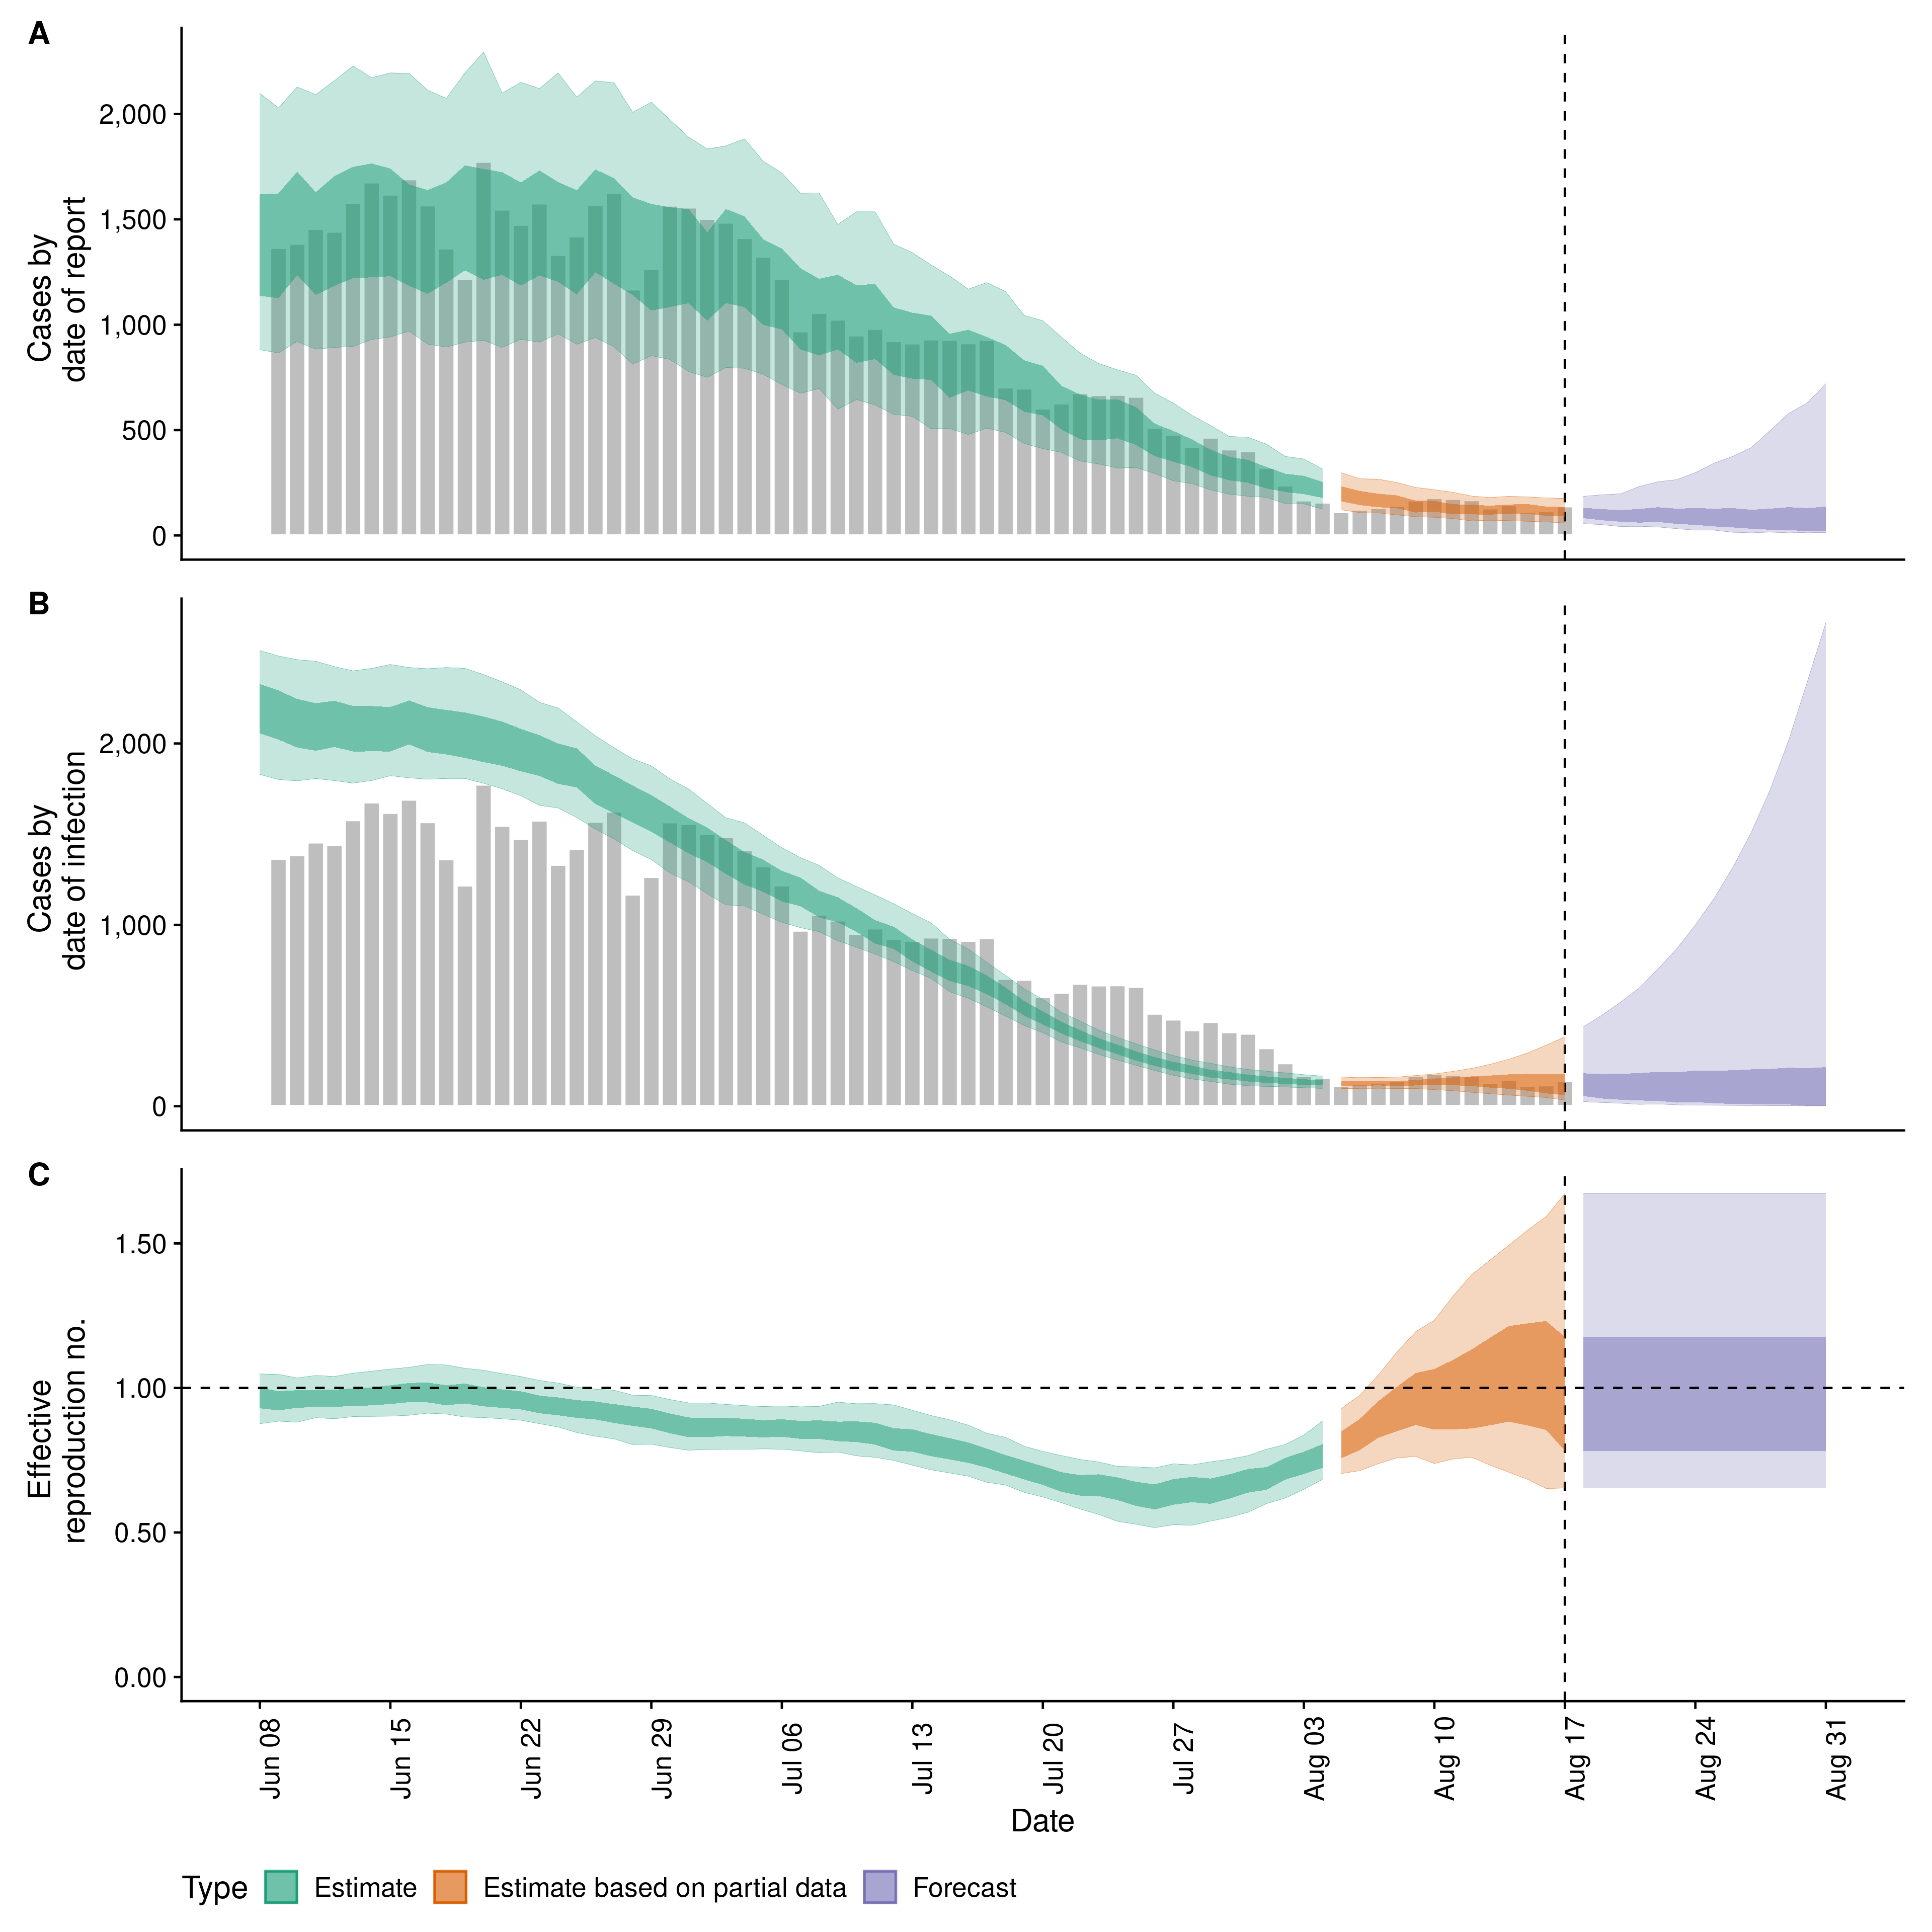 A
Cases by
date of report
2,000
1,500
1,000
500
0
B
Cases by
date of infection
2,000
1,000
0
C
Effective
reproduction no.
1.50
1.00
0.50
0.00
Jun 08
Jun 15
Jun 22
Jun 29
Jul 06
Jul 13
Jul 20
Jul 27
Aug 03
Aug 10
Aug 17
Aug 24
Aug 31
Date
Type Estimate Estimate based on partial data Forecast